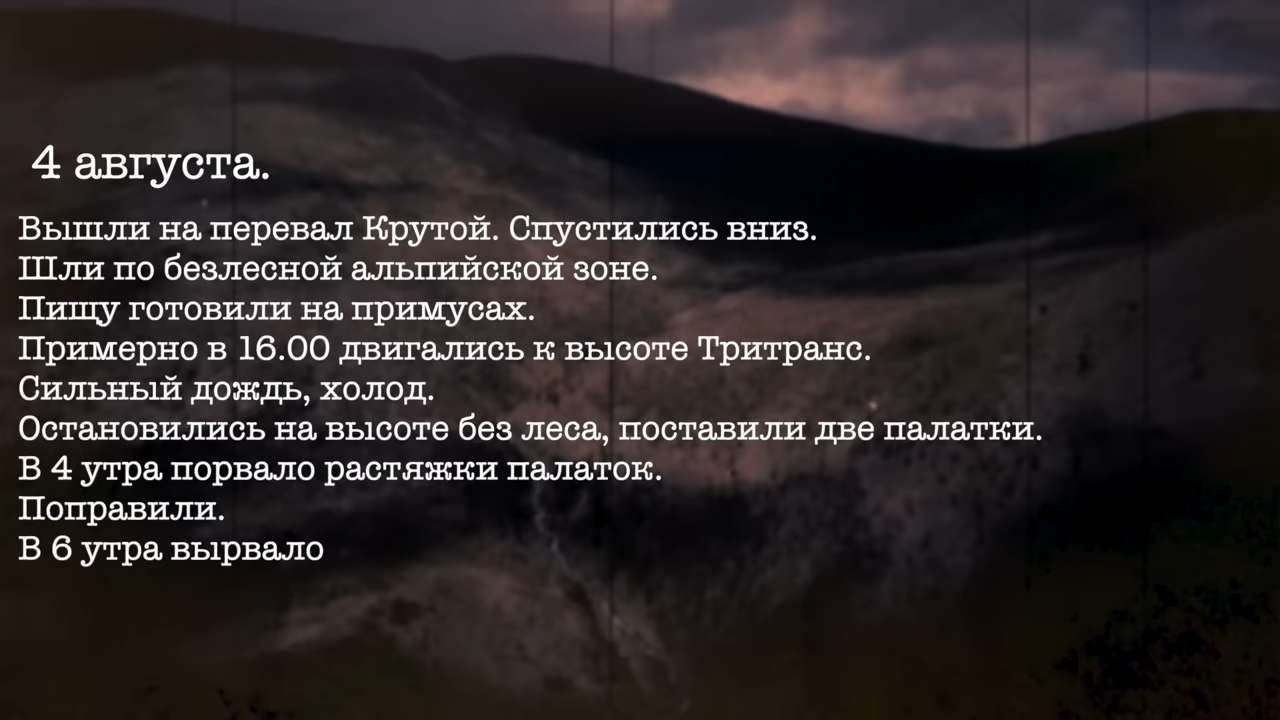 4 августа.
Вышли на перевал Крутой. Спустились вниз.
Шли по безлесной альпийской зоне.
Пищу готовили на примусах.
Примерно в 16.00 двигались к высоте Тритранс.
Сильный дождь, холод.
Остановились на высоте без леса, поставили две палатки.
В 4 утра порвало растяжки палаток.
Поправили.
В 6 утра вырвало